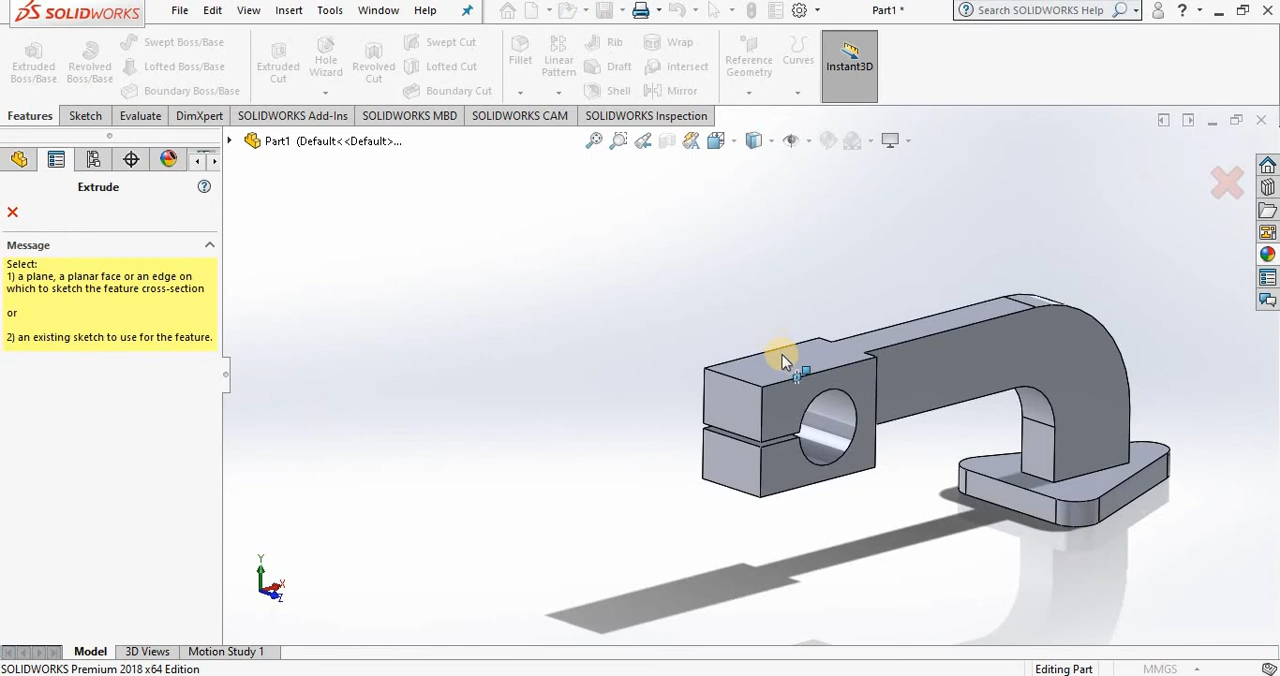 SOLIDWORKS File Edit View Insert Tools Window Help Part1 * Search SOLIDWORKS Help ?
Extruded Boss/Base
Revolved Boss/Base
Swept Boss/Base
Lofted Boss/Base
Boundary Boss/Base
Extruded Cut
Hole Wizard
Revolved Cut
Swept Cut
Lofted Cut
Boundary Cut
Fillet
Linear Pattern
Rib
Draft
Shell
Wrap
Intersect
Mirror
Reference Geometry
Curves
Instant3D
Features Sketch Evaluate DimXpert SOLIDWORKS Add-Ins SOLIDWORKS MBD SOLIDWORKS CAM SOLIDWORKS Inspection
Part1 (Default<<Default>...
Extrude ?
Message
Select:
1) a plane, a planar face or an edge on
which to sketch the feature cross-section
or
2) an existing sketch to use for the feature.
Y
X
Z
Model 3D Views Motion Study 1
SOLIDWORKS Premium 2018 x64 Edition Editing Part MMGS